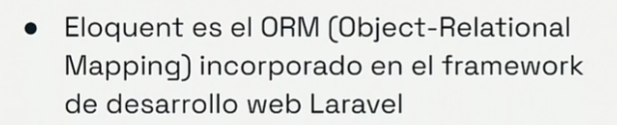 ● Eloquent es el ORM (Object-Relational
Mapping) incorporado en el framework
de desarrollo web Laravel